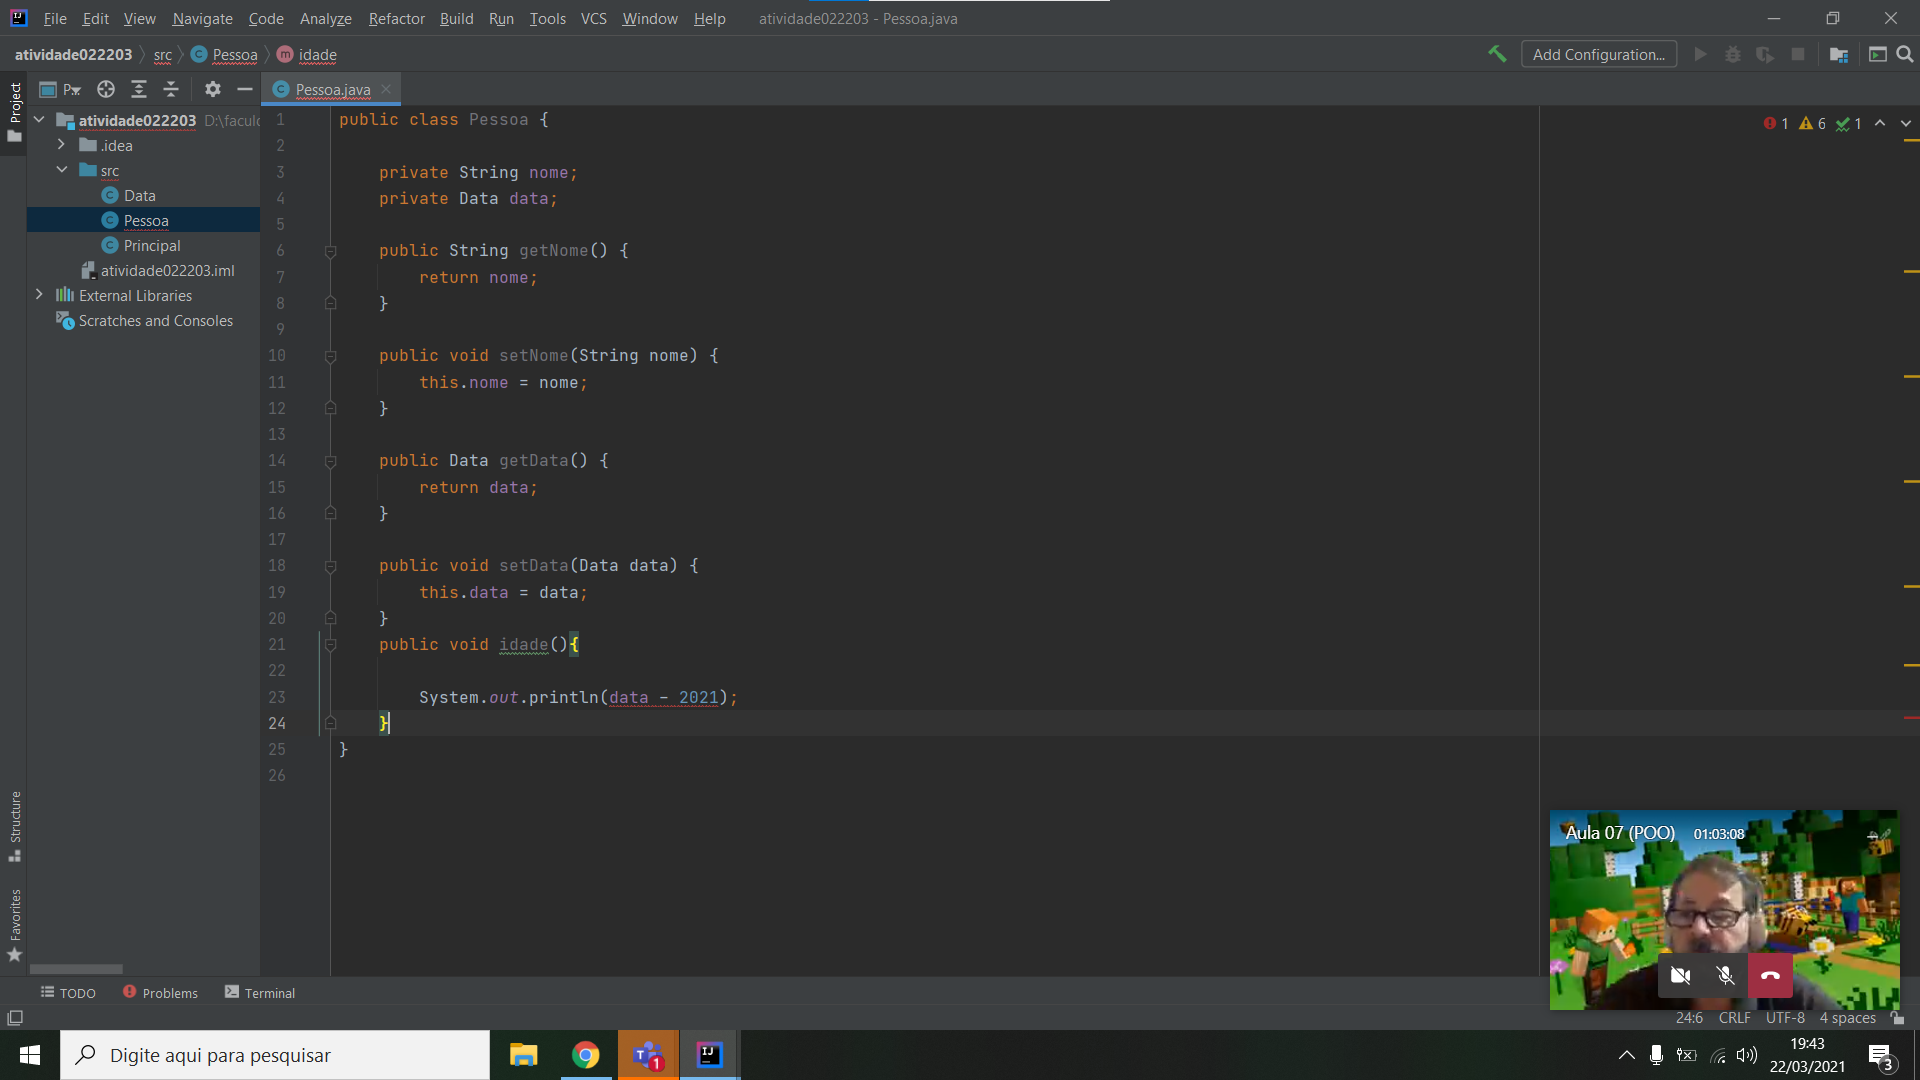 File Edit View Navigate Code Analyze Refactor Build Run Tools VCS Window Help atividade022203 - Pessoa.java
atividade022203 src Pessoa idade
Add Configuration...
Project
P
Pessoa.java
1 6 1
atividade022203 D:\facul
.idea
src
Data
Pessoa
Principal
atividade022203.iml
External Libraries
Scratches and Consoles
1 public class Pessoa {
2
3 private String nome;
4 private Data data;
5
6 public String getNome() {
7 return nome;
8 }
9
10 public void setNome(String nome) {
11 this.nome = nome;
12 }
13
14 public Data getData() {
15 return data;
16 }
17
18 public void setData(Data data) {
19 this.data = data;
20 }
21 public void idade(){
22
23 System.out.println(data - 2021);
24 }
25 }
26
Structure
Favorites
Aula 07 (POO) 01:03:08
TODO Problems Terminal
24:6 CRLF UTF-8 4 spaces
Digite aqui para pesquisar
1
19:43
22/03/2021
3